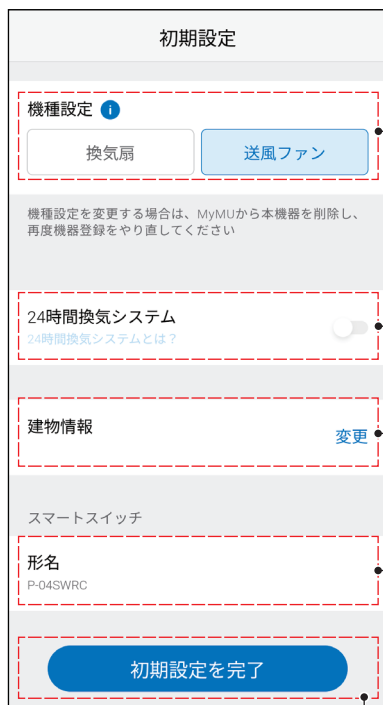 初期設定
機種設定 i
換気扇
送風ファン
機種設定を変更する場合は、MyMUから本機器を削除し、
再度機器登録をやり直してください
24時間換気システム
24時間換気システムとは？
建物情報
変更
スマートスイッチ
形名
P-04SWRC
初期設定を完了